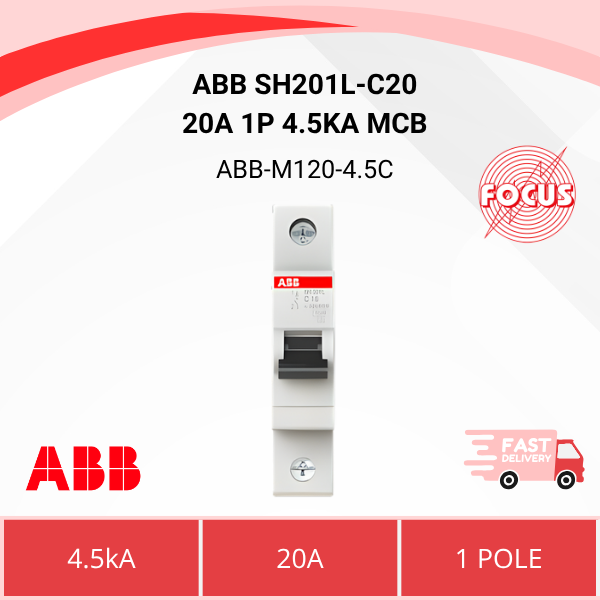 ABB SH201L-C20
20A 1P 4.5KA MCB
ABB-M120-4.5C
FOCUS
ABB
C16
ABB
FAST
DELIVERY
4.5kA
20A
1 POLE